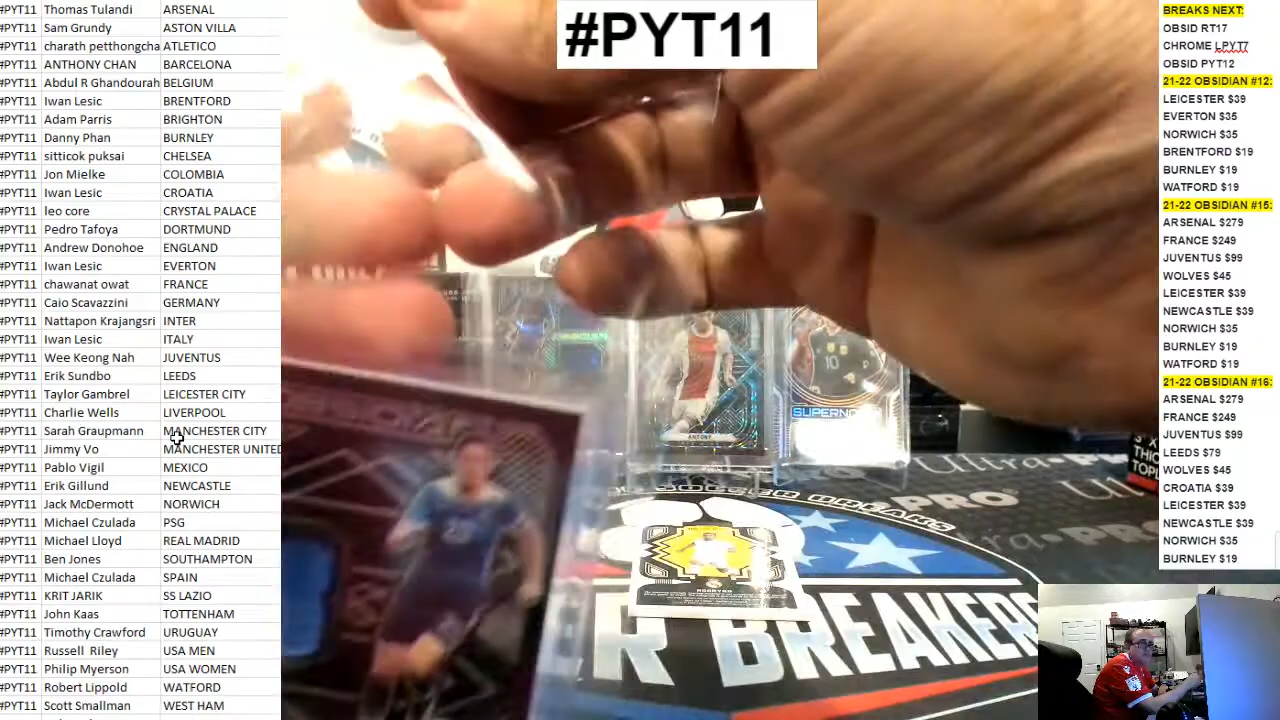 #PYT11 Thomas Tulandi ARSENAL
#PYT11 Sam Grundy ASTON VILLA
#PYT11 charath petthongcha ATLETICO
#PYT11 ANTHONY CHAN BARCELONA
#PYT11 Abdul R Ghandourah BELGIUM
#PYT11 Iwan Lesic BRENTFORD
#PYT11 Adam Parris BRIGHTON
#PYT11 Danny Phan BURNLEY
#PYT11 sitticok puksai CHELSEA
#PYT11 Jon Mielke COLOMBIA
#PYT11 Iwan Lesic CROATIA
#PYT11 leo core CRYSTAL PALACE
#PYT11 Pedro Tafoya DORTMUND
#PYT11 Andrew Donohoe ENGLAND
#PYT11 Iwan Lesic EVERTON
#PYT11 chawanat owat FRANCE
#PYT11 Caio Scavazzini GERMANY
#PYT11 Nattapon Krajangsri INTER
#PYT11 Iwan Lesic ITALY
#PYT11 Wee Keong Nah JUVENTUS
#PYT11 Erik Sundbo LEEDS
#PYT11 Taylor Gambrel LEICESTER CITY
#PYT11 Charlie Wells LIVERPOOL
#PYT11 Sarah Baupmann MANCHESTER CITY
#PYT11 Jimmy Vo MANCHESTER UNITED
#PYT11 Pablo Vigil MEXICO
#PYT11 Erik Gillund NEWCASTLE
#PYT11 Jack McDermott NORWICH
#PYT11 Michael Czulada PSG
#PYT11 Michael Lloyd REAL MADRID
#PYT11 Ben Jones SOUTHAMPTON
#PYT11 Michael Czulada SPAIN
#PYT11 KRIT PARIK SS LAZIO
#PYT11 John Kaas TOTTENHAM
#PYT11 Timothy Crawford URUGUAY
#PYT11 Russell Riley USA MEN
#PYT11 Philip Myerson USA WOMEN
#PYT11 Robert Lippold WATFORD
#PYT11 Scott Smallman WEST HAM
#PYT11
ANTONY
10
SUPERNO
Ultra-PRO
SOCCER BREAKS
RODRYGO
R BREAKERS
BREAKS NEXT:
OBSID RT17
CHROME LPYT7
OBSID PYT12
21-22 OBSIDIAN #12:
LEICESTER $39
EVERTON $35
NORWICH $35
BRENTFORD $19
BURNLEY $19
WATFORD $19
21-22 OBSIDIAN #15:
ARSENAL $279
FRANCE $249
JUVENTUS $99
WOLVES $45
LEICESTER $39
NEWCASTLE $39
NORWICH $35
BURNLEY $19
WATFORD $19
21-22 OBSIDIAN #16:
ARSENAL $279
FRANCE $249
JUVENTUS $99
LEEDS $79
WOLVES $45
CROATIA $39
LEICESTER $39
NEWCASTLE $39
NORWICH $35
BURNLEY $19